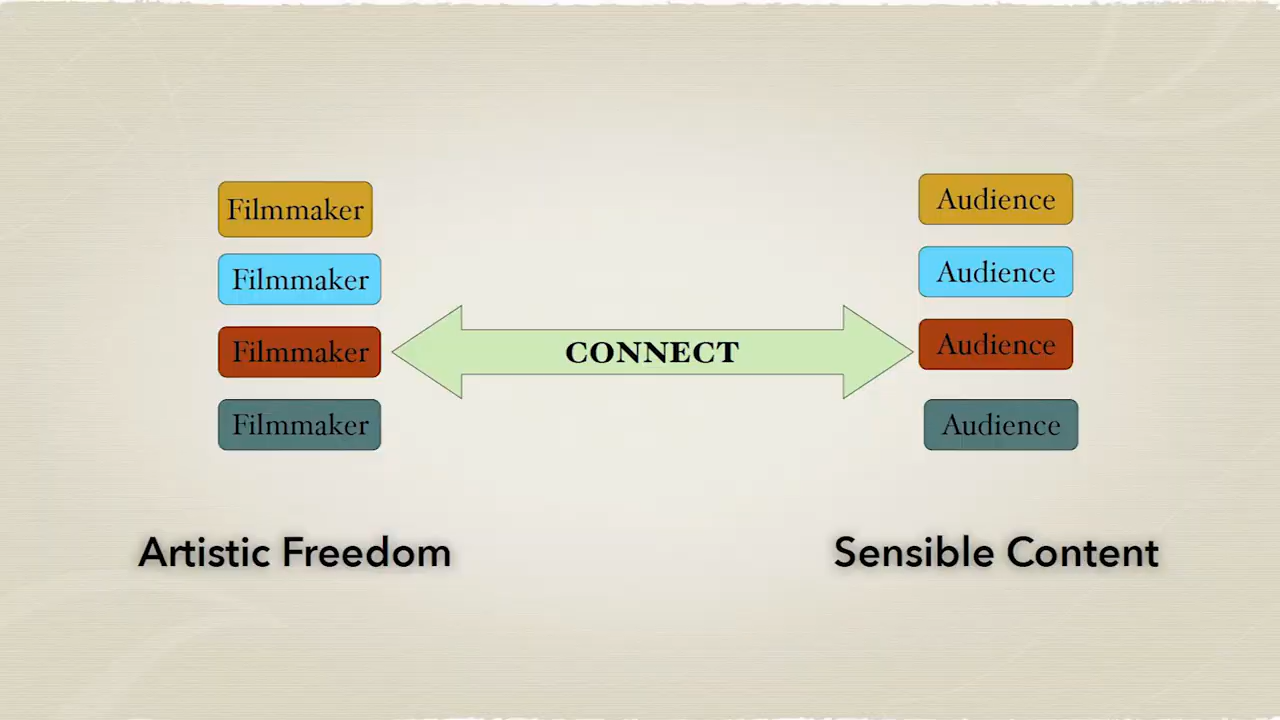 Filmmaker
Filmmaker
Filmmaker
Filmmaker
CONNECT
Audience
Audience
Audience
Audience
Artistic Freedom
Sensible Content